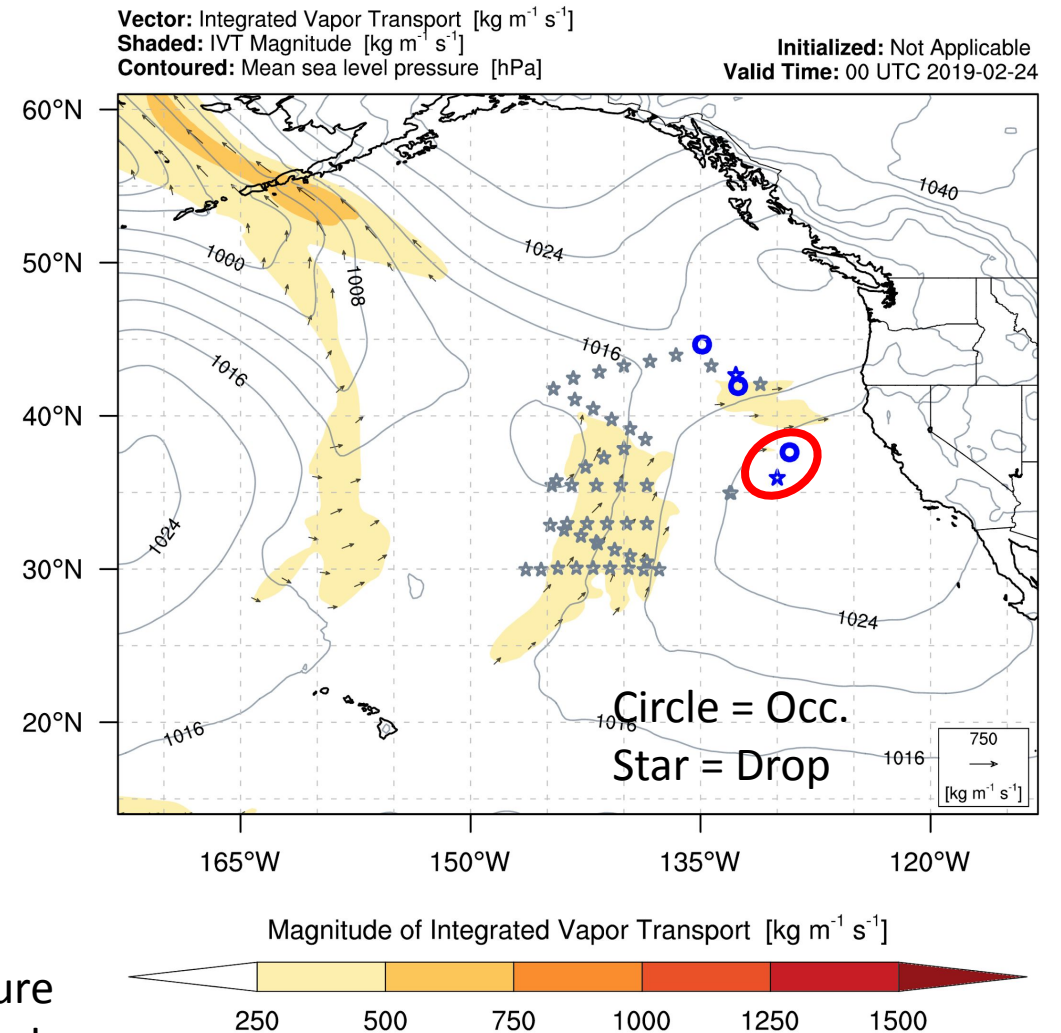 Vector: Integrated Vapor Transport [kg m⁻¹ s⁻¹]
Shaded: IVT Magnitude [kg m⁻¹ s⁻¹]
Contoured: Mean sea level pressure [hPa]
Initialized: Not Applicable
Valid Time: 00 UTC 2019-02-24
60°N
1040
50°N
1000
1024
1008
1016
1016
40°N
1024
30°N
1024
20°N
Circle = Occ.
1016
1016
Star = Drop
1016
750
[kg m⁻¹ s⁻¹]
165°W 150°W 135°W 120°W
Magnitude of Integrated Vapor Transport [kg m⁻¹ s⁻¹]
ure
250 500 750 1000 1250 1500